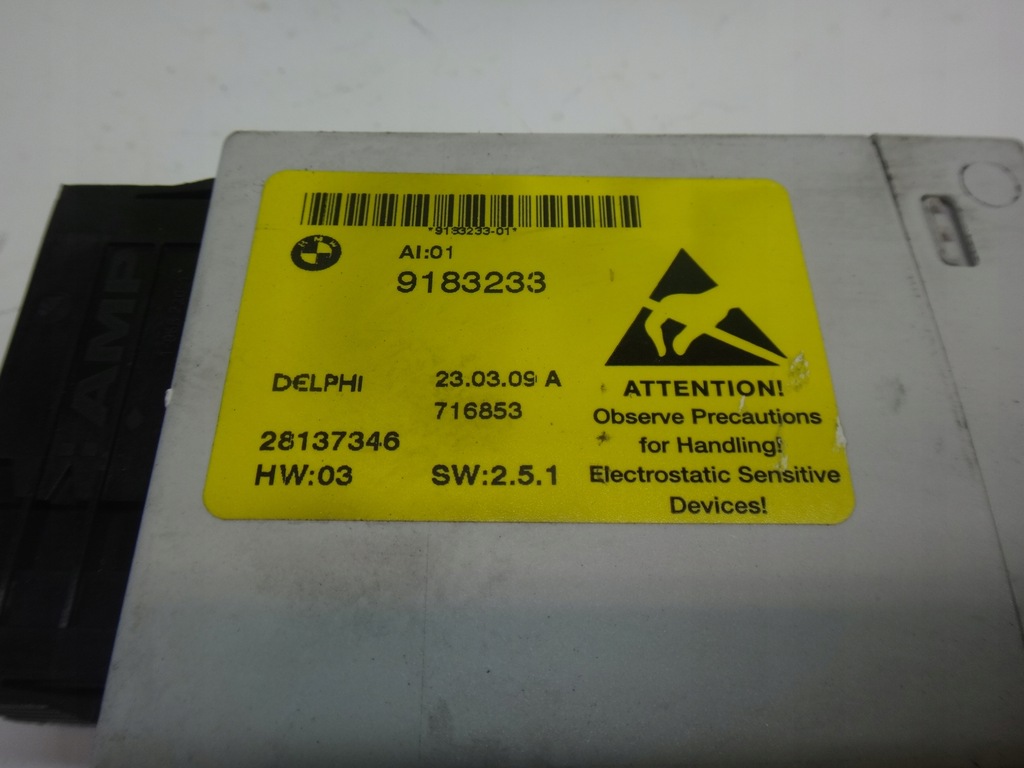 *9183233-01*
BMW
AI:01
9183233
DELPHI
23.03.09 A
716853
28137346
HW:03
SW:2.5.1
ATTENTION!
Observe Precautions
for Handling!
Electrostatic Sensitive
Devices!
AMP